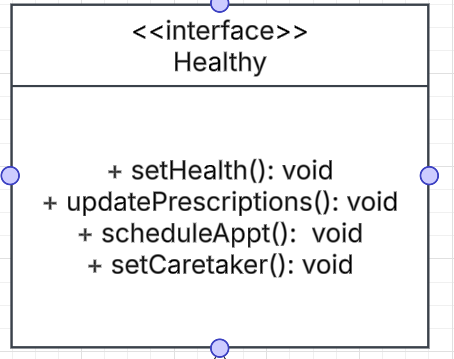 <<interface>>
Healthy
+ setHealth(): void
+ updatePrescriptions(): void
+ scheduleAppt():  void
+ setCaretaker(): void